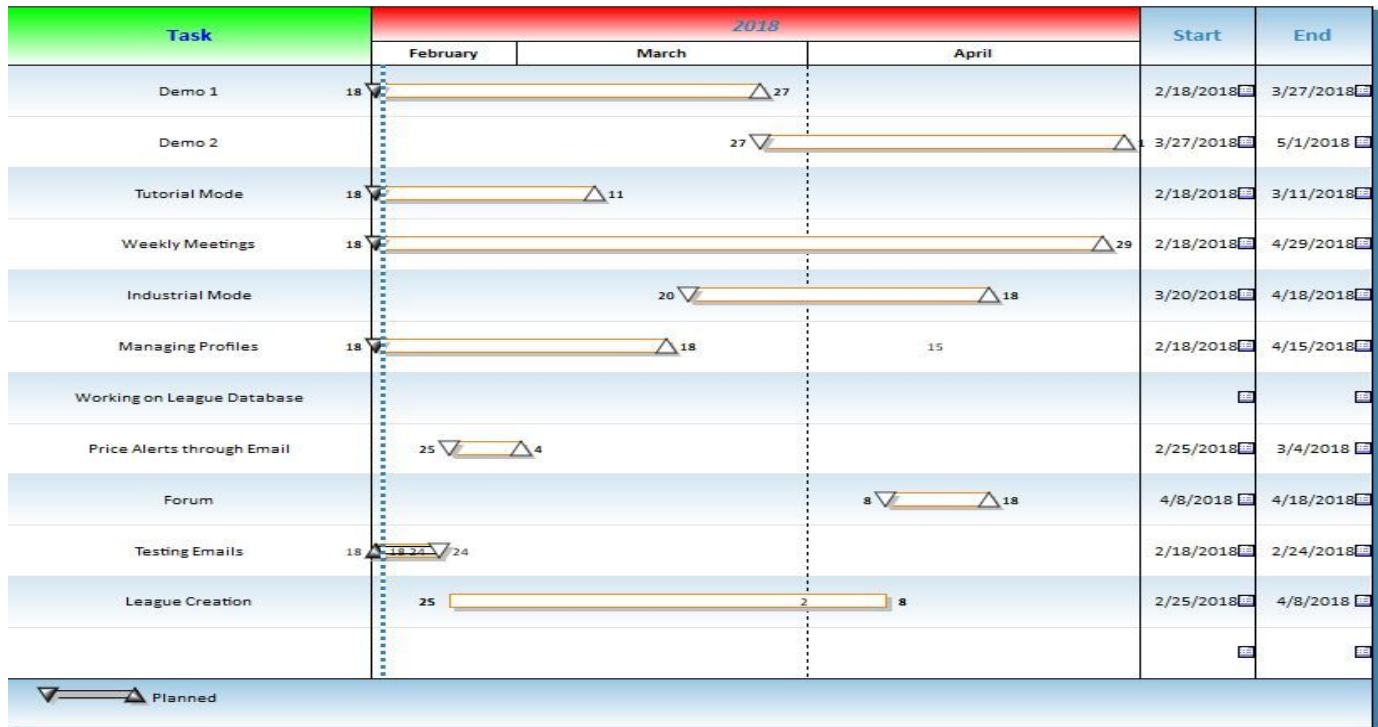 Task 2018 Start End
February March April
Demo 1 18 27 2/18/2018 3/27/2018
Demo 2 27 1 3/27/2018 5/1/2018
Tutorial Mode 18 11 2/18/2018 3/11/2018
Weekly Meetings 18 29 2/18/2018 4/29/2018
Industrial Mode 20 18 3/20/2018 4/18/2018
Managing Profiles 18 18 15 2/18/2018 4/15/2018
Working on League Database
Price Alerts through Email 25 4 2/25/2018 3/4/2018
Forum 8 18 4/8/2018 4/18/2018
Testing Emails 18 18 24 24 2/18/2018 2/24/2018
League Creation 25 2 8 2/25/2018 4/8/2018
Planned